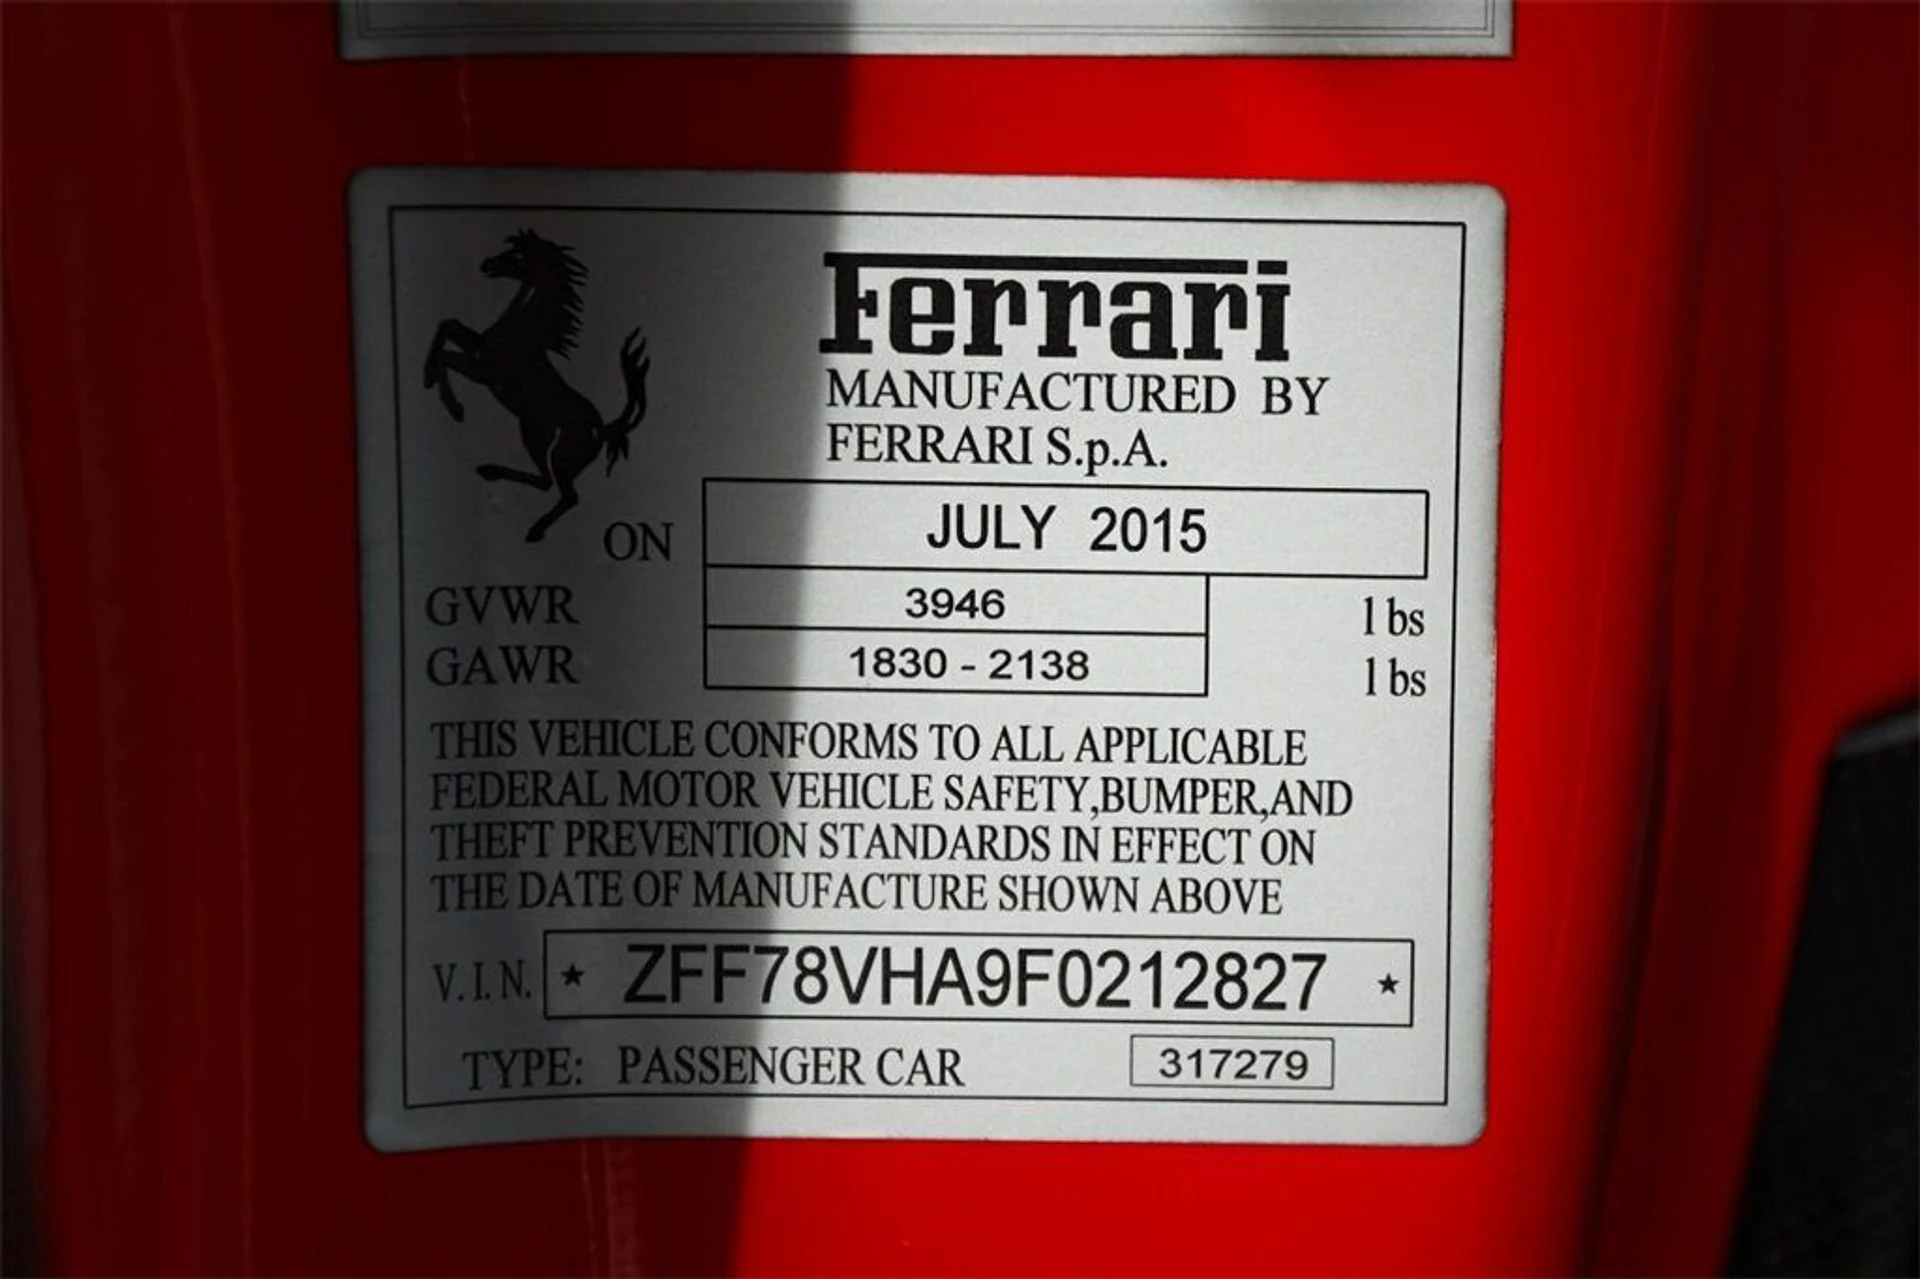 Ferrari
MANUFACTURED BY
FERRARI S.p.A.
ON JULY 2015
GVWR 3946 lbs
GAWR 1830 - 2138 lbs
THIS VEHICLE CONFORMS TO ALL APPLICABLE
FEDERAL MOTOR VEHICLE SAFETY,BUMPER,AND
THEFT PREVENTION STANDARDS IN EFFECT ON
THE DATE OF MANUFACTURE SHOWN ABOVE
V.I.N. ★ ZFF78VHA9F0212827 ★
TYPE: PASSENGER CAR 317279